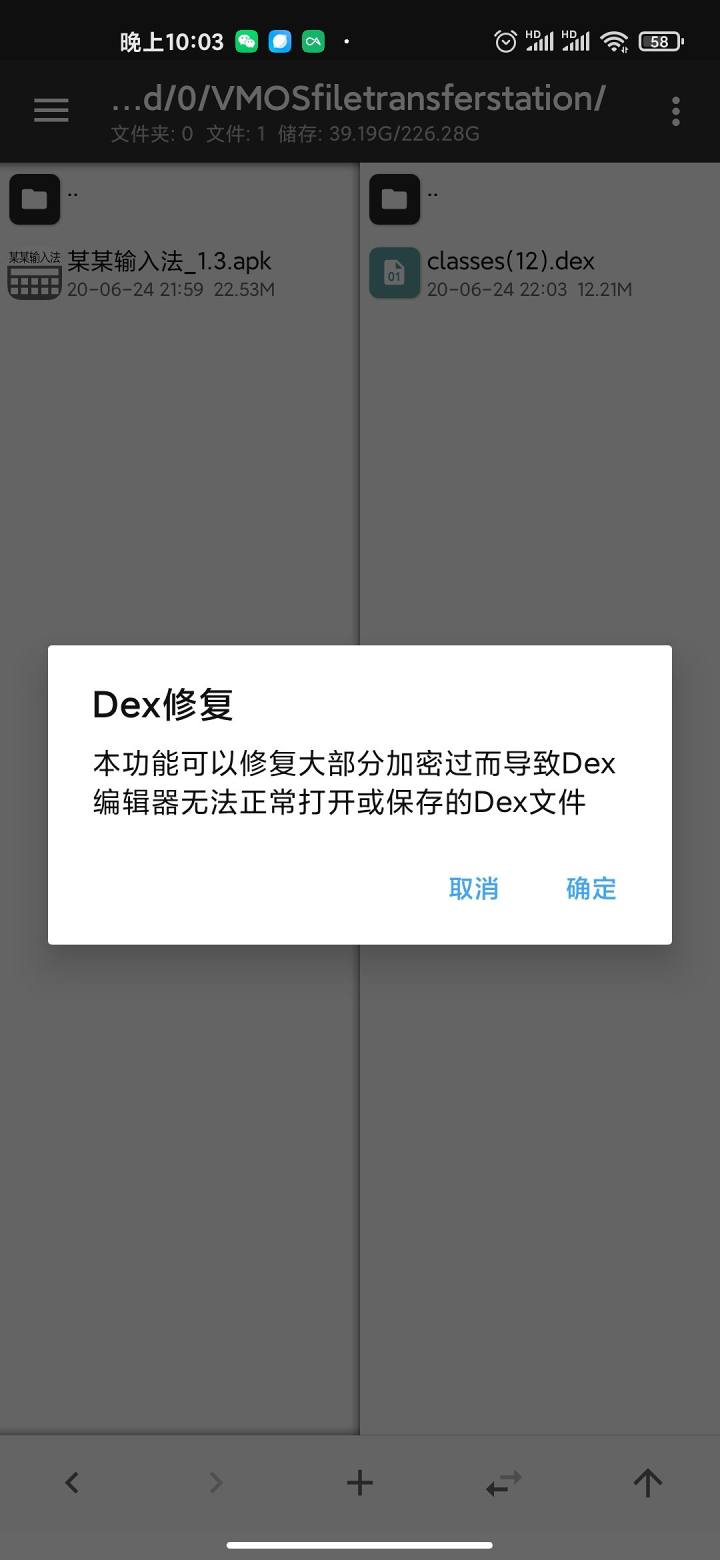 晚上10:03
HD
HD
58
...d/0/VMOSfiletransferstation/
文件夹: 0 文件: 1 储存: 39.19G/226.28G
..
..
某某输入法
某某输入法_1.3.apk
20-06-24 21:59 22.53M
01
classes(12).dex
20-06-24 22:03 12.21M
Dex修复
本功能可以修复大部分加密过而导致Dex
编辑器无法正常打开或保存的Dex文件
取消
确定